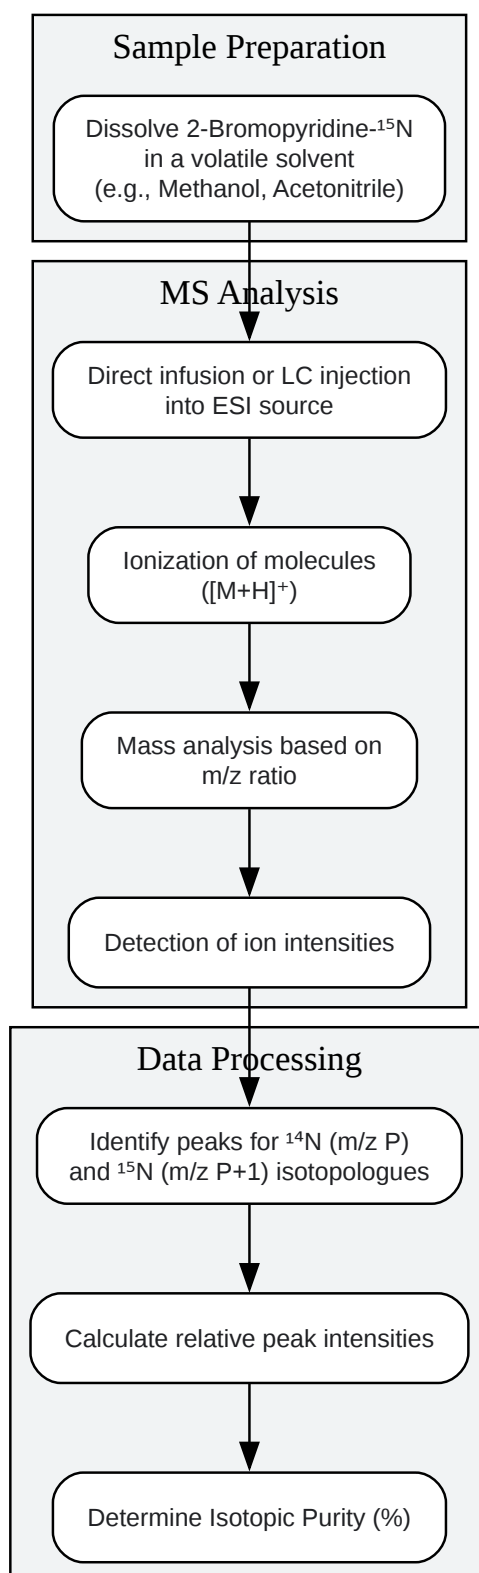 Sample Preparation
Dissolve 2-Bromopyridine-¹⁵N
in a volatile solvent
(e.g., Methanol, Acetonitrile)
MS Analysis
Direct infusion or LC injection
into ESI source
Ionization of molecules
([M+H]⁺)
Mass analysis based on
m/z ratio
Detection of ion intensities
Data Processing
Identify peaks for ¹⁴N (m/z P)
and ¹⁵N (m/z P+1) isotopologues
Calculate relative peak intensities
Determine Isotopic Purity (%)